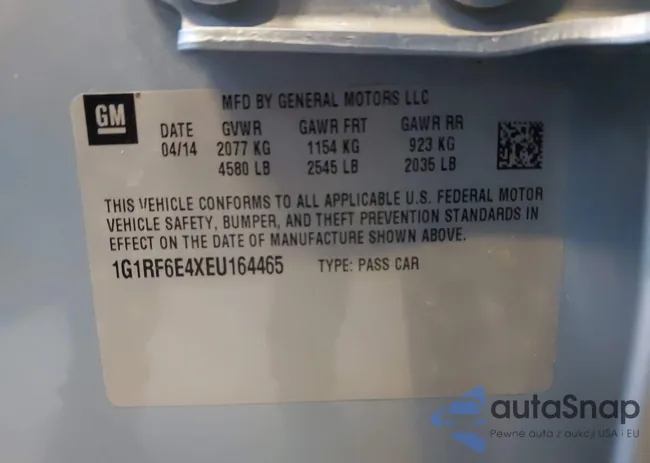 GM
MFD BY GENERAL MOTORS LLC
DATE GVWR GAWR FRT GAWR RR
04/14 2077 KG 1154 KG 923 KG
4580 LB 2545 LB 2035 LB
THIS VEHICLE CONFORMS TO ALL APPLICABLE U.S. FEDERAL MOTOR
VEHICLE SAFETY, BUMPER, AND THEFT PREVENTION STANDARDS IN
EFFECT ON THE DATE OF MANUFACTURE SHOWN ABOVE.
1G1RF6E4XEU164465 TYPE: PASS CAR
autaSnap
Pewne auta z aukcji USA i EU